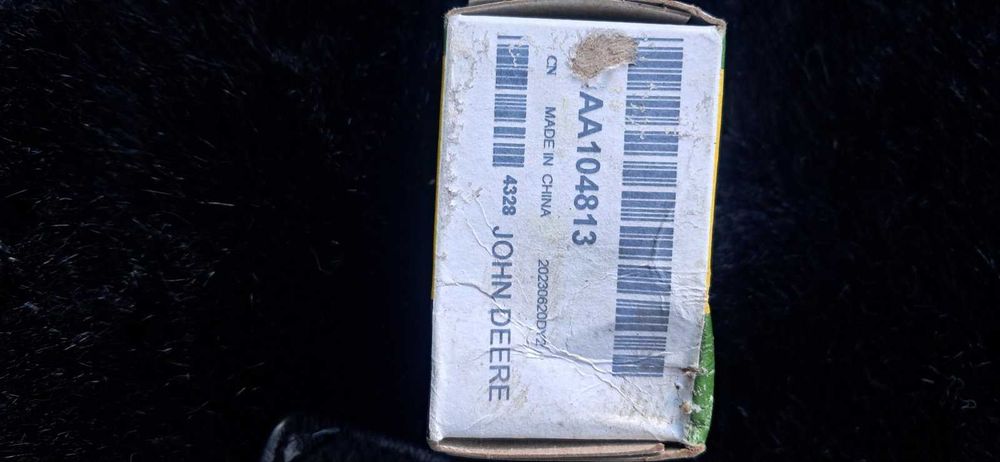 AA104813
CN MADE IN CHINA 20230620DY2
4328 JOHN DEERE